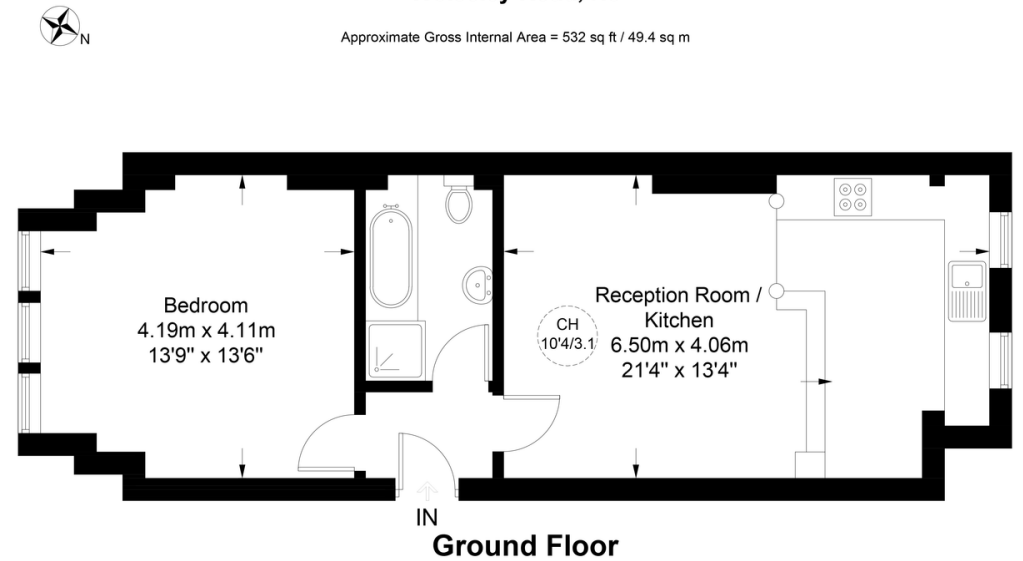 N
Approximate Gross Internal Area = 532 sq ft / 49.4 sq m
Bedroom
4.19m x 4.11m
13'9" x 13'6"
CH
10'4/3.1
Reception Room /
Kitchen
6.50m x 4.06m
21'4" x 13'4"
IN
Ground Floor